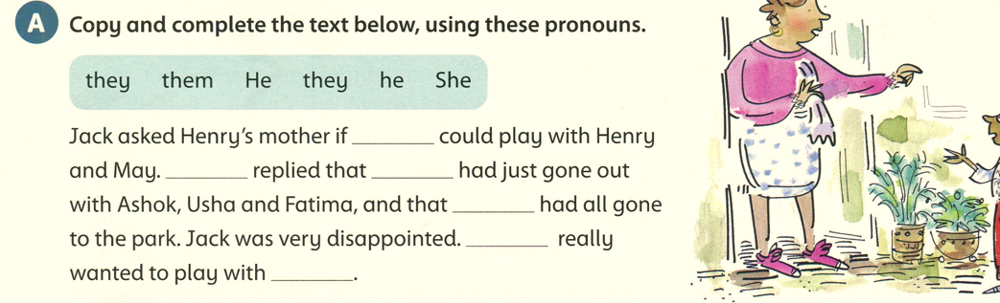 A Copy and complete the text below, using these pronouns.
they them He they he She
Jack asked Henry’s mother if ________ could play with Henry
and May. ________ replied that ________ had just gone out
with Ashok, Usha and Fatima, and that ________ had all gone
to the park. Jack was very disappointed. ________ really
wanted to play with ________.